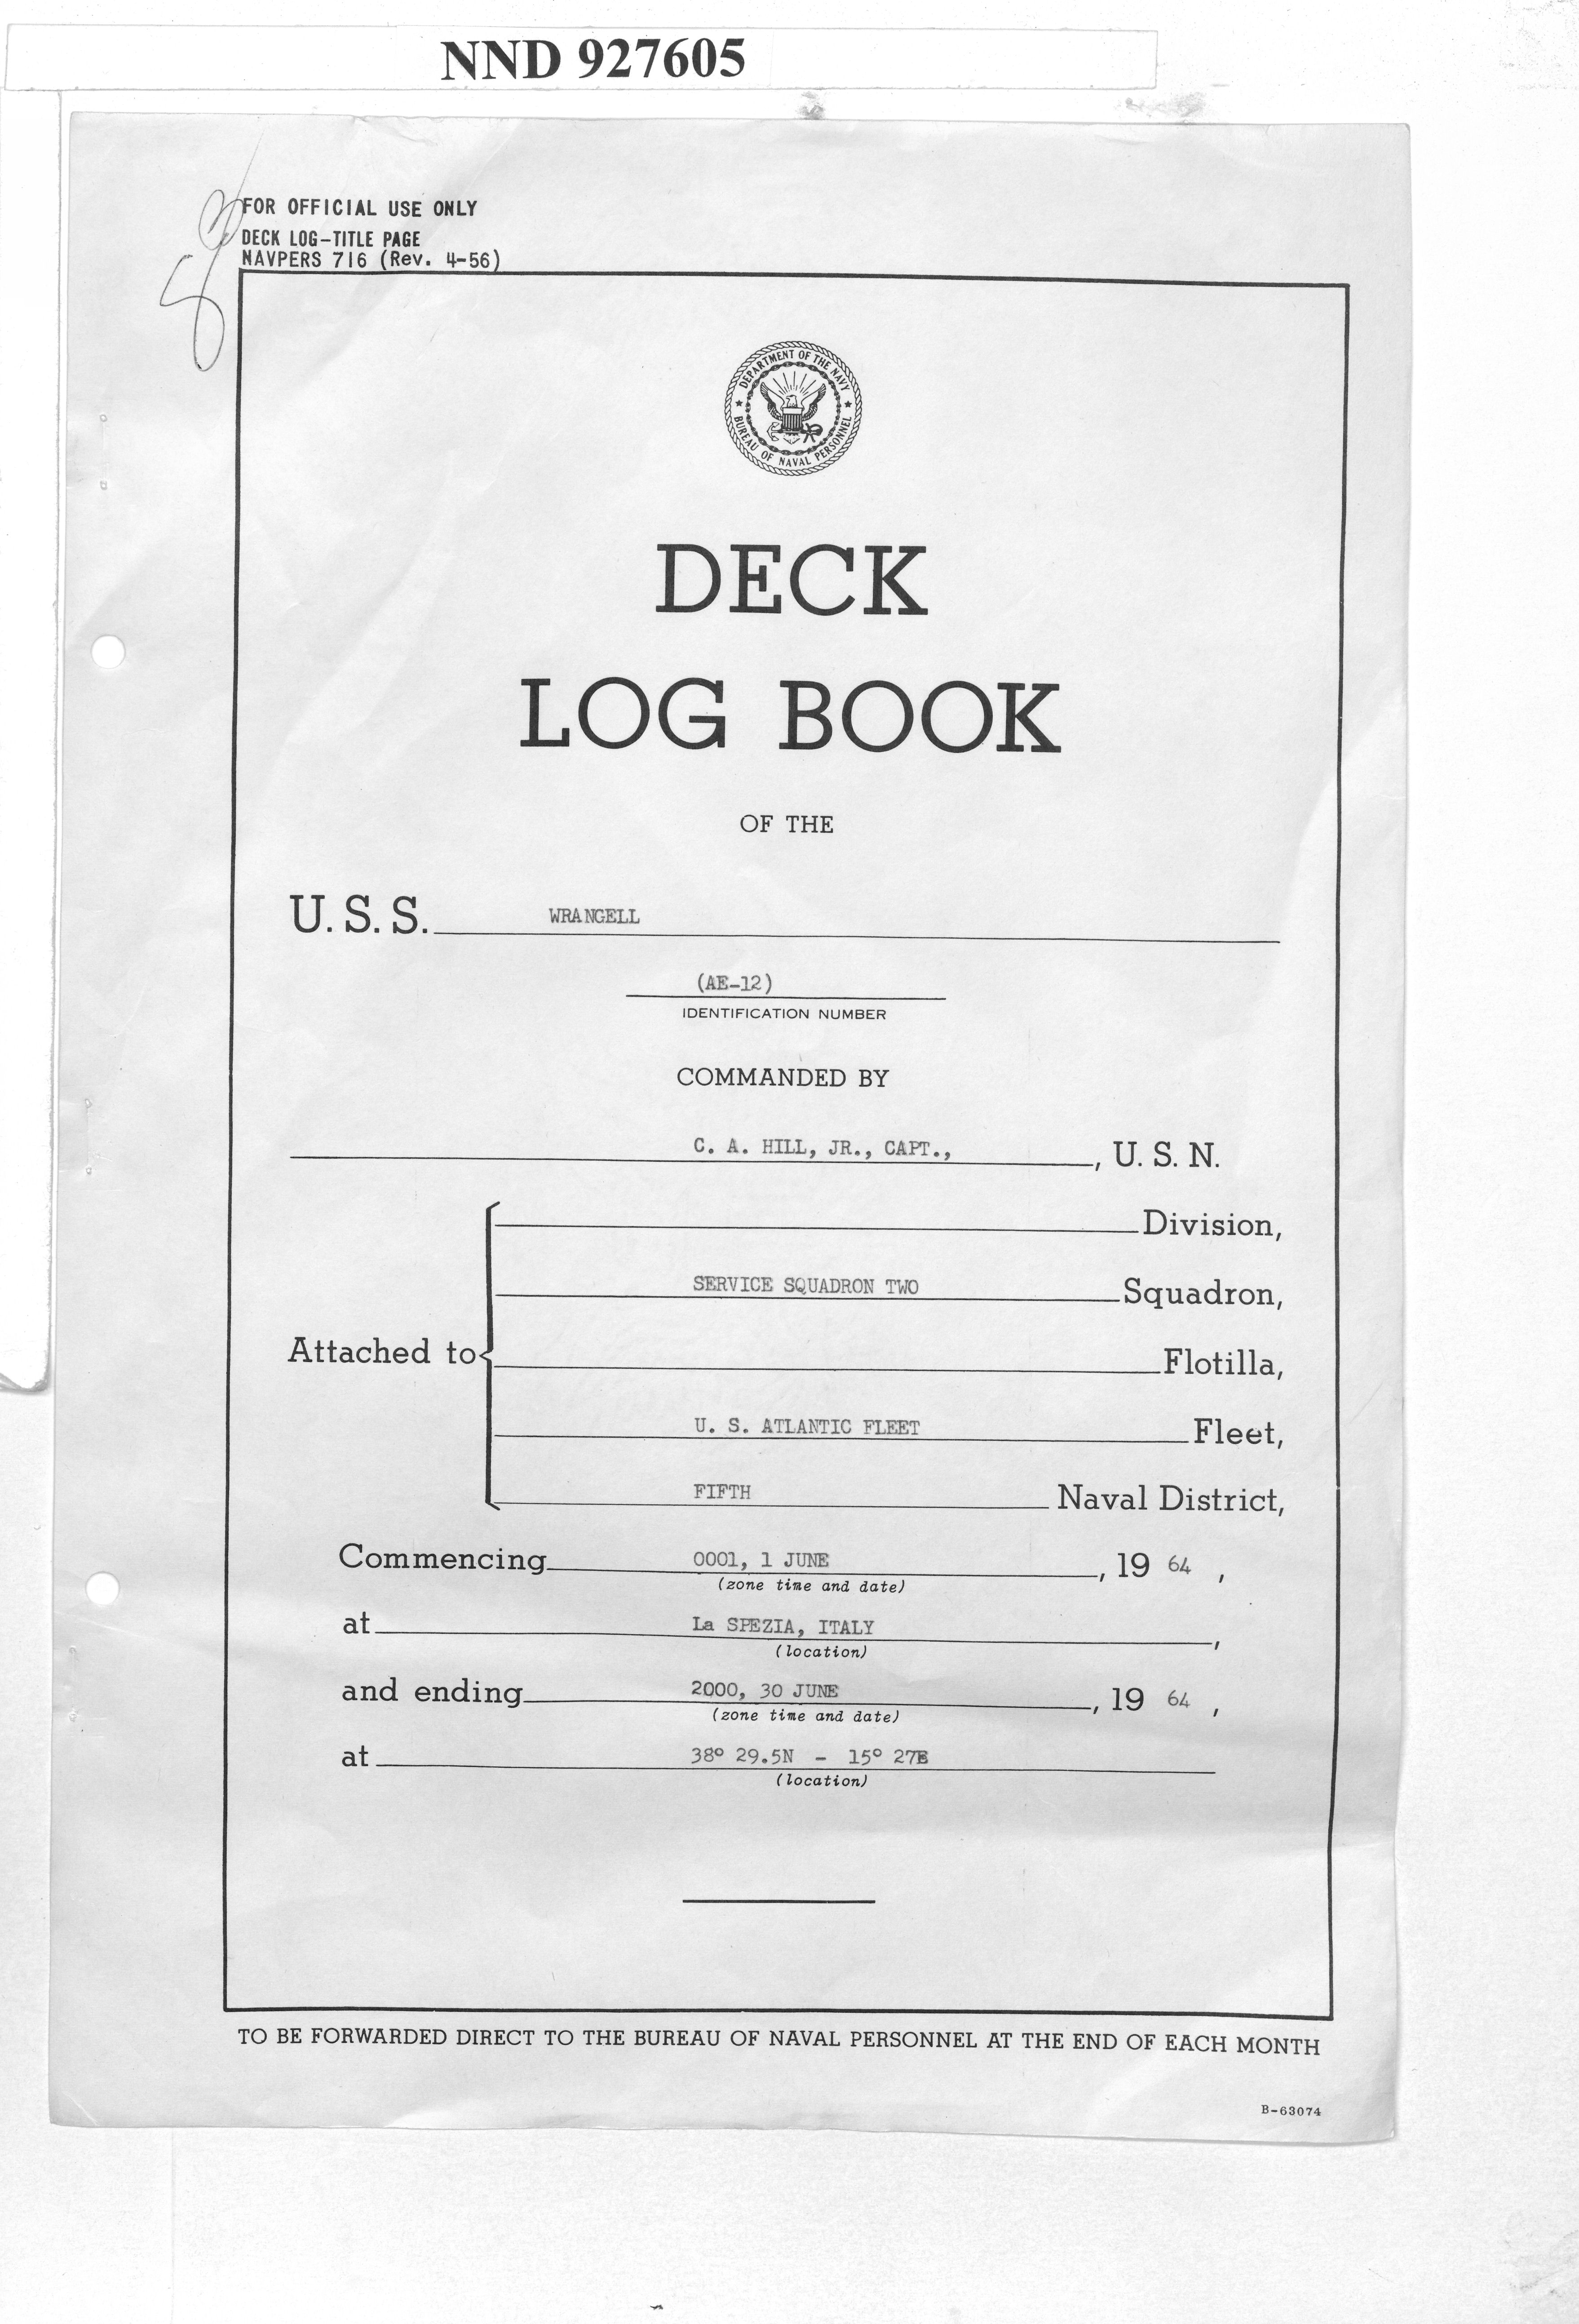 NND 927605
FOR OFFICIAL USE ONLY
DECK LOG-TITLE PAGE
NAVPERS 716 (Rev. 4-56)
DEPARTMENT OF THE NAVY
BUREAU OF NAVAL PERSONNEL
DECK
LOG BOOK
OF THE
U.S.S. WRANGELL
(AE-12)
IDENTIFICATION NUMBER
COMMANDED BY
C. A. HILL, JR., CAPT., , U. S. N.
Division,
SERVICE SQUADRON TWO Squadron,
Attached to
Flotilla,
U. S. ATLANTIC FLEET Fleet,
FIFTH Naval District,
Commencing 0001, 1 JUNE , 19 64 ,
(zone time and date)
at La SPEZIA, ITALY ,
(location)
and ending 2000, 30 JUNE , 19 64 ,
(zone time and date)
at 38° 29.5N - 15° 27E
(location)
TO BE FORWARDED DIRECT TO THE BUREAU OF NAVAL PERSONNEL AT THE END OF EACH MONTH
B-63074